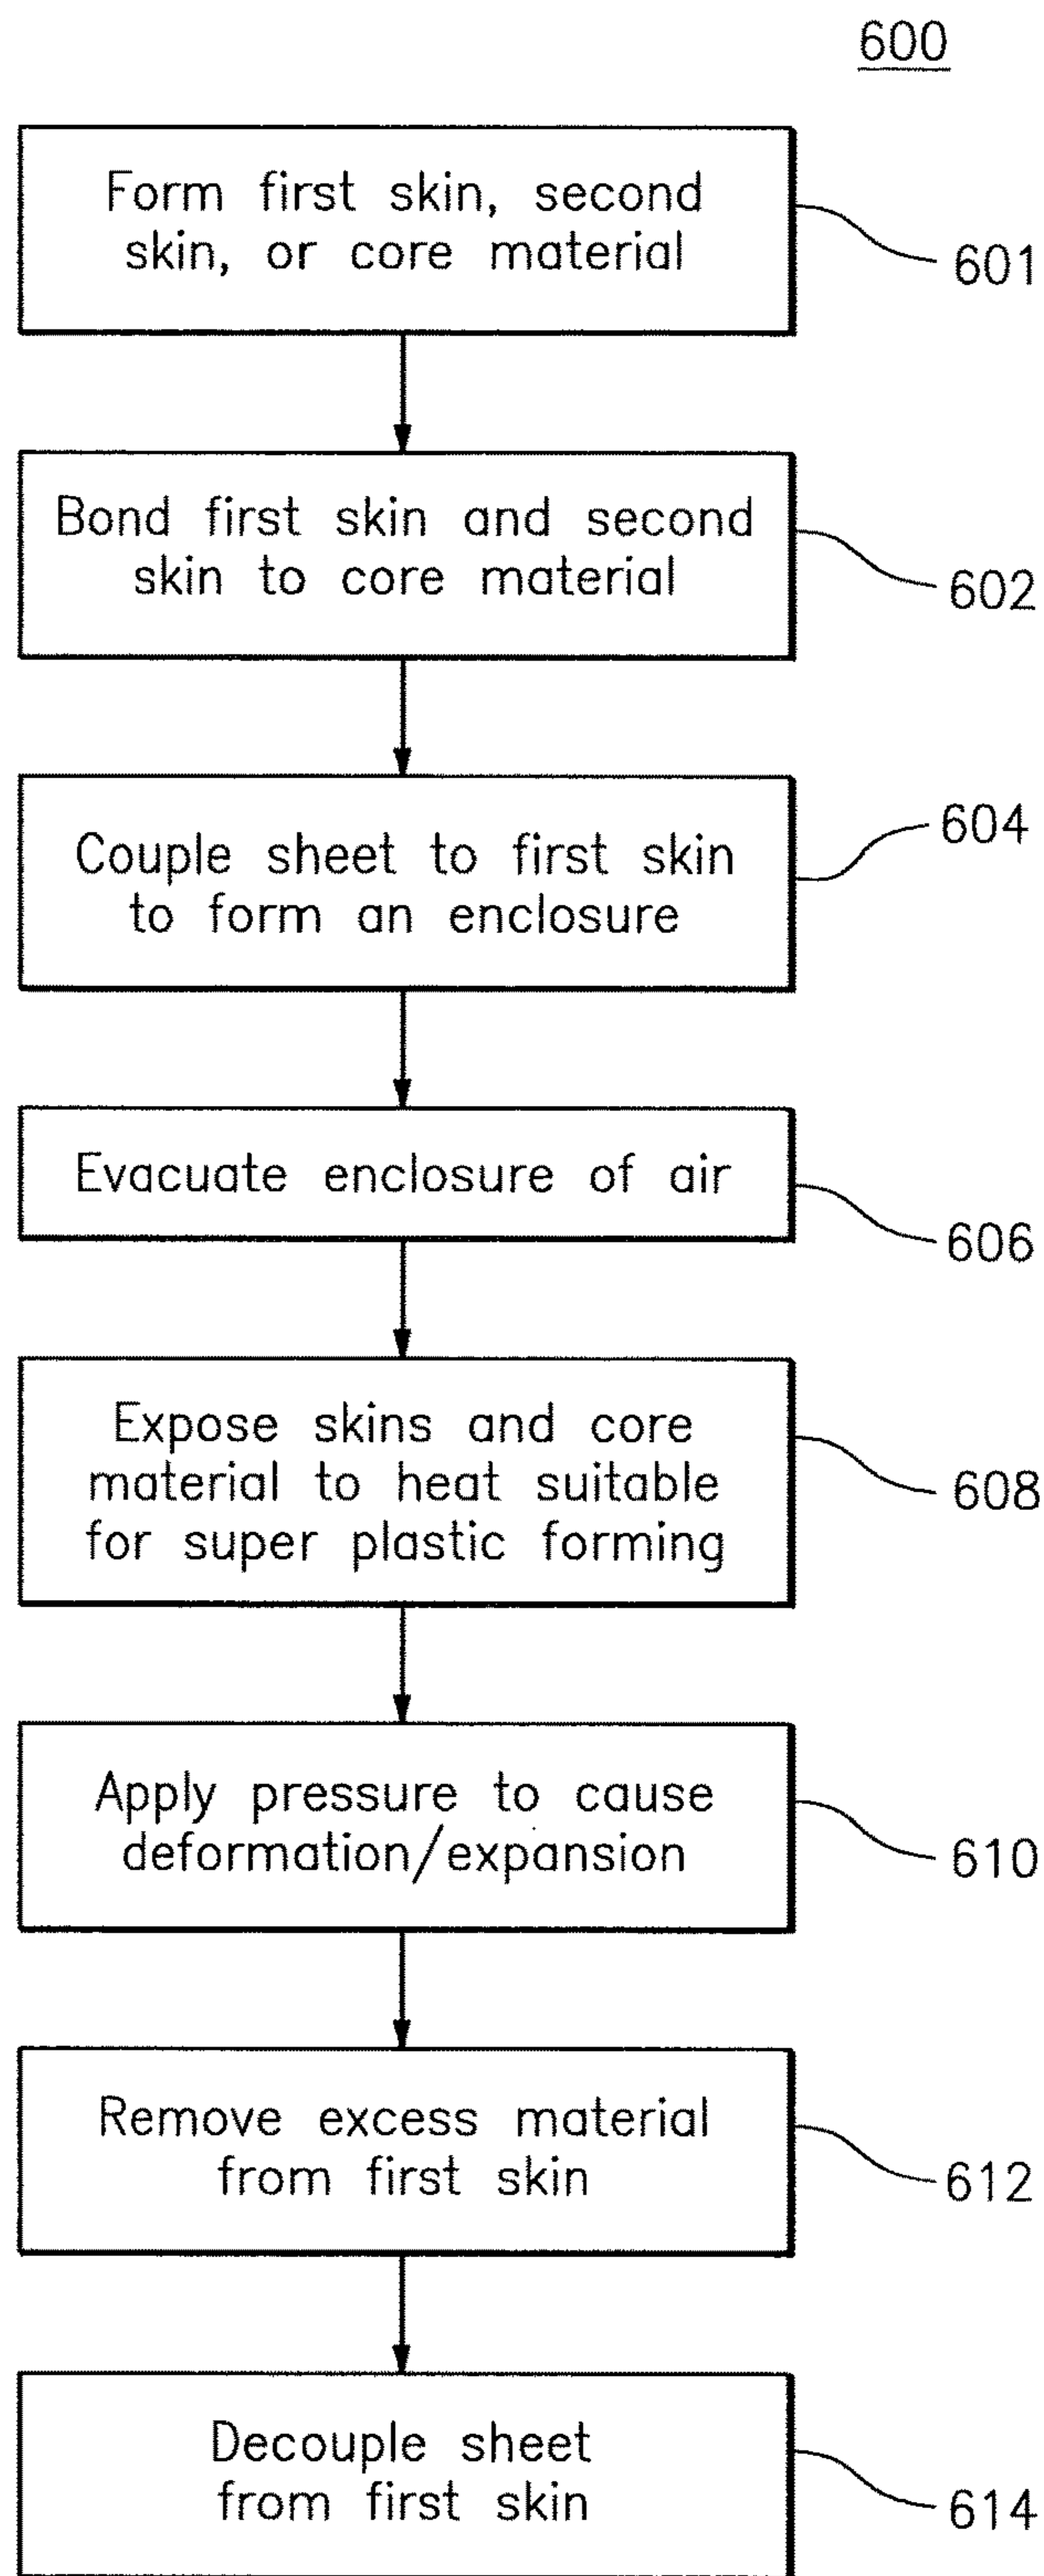 600
Form first skin, second
skin, or core material
601
Bond first skin and second
skin to core material
602
Couple sheet to first skin
to form an enclosure
604
Evacuate enclosure of air
606
Expose skins and core
material to heat suitable
for super plastic forming
608
Apply pressure to cause
deformation/expansion
610
Remove excess material
from first skin
612
Decouple sheet
from first skin
614